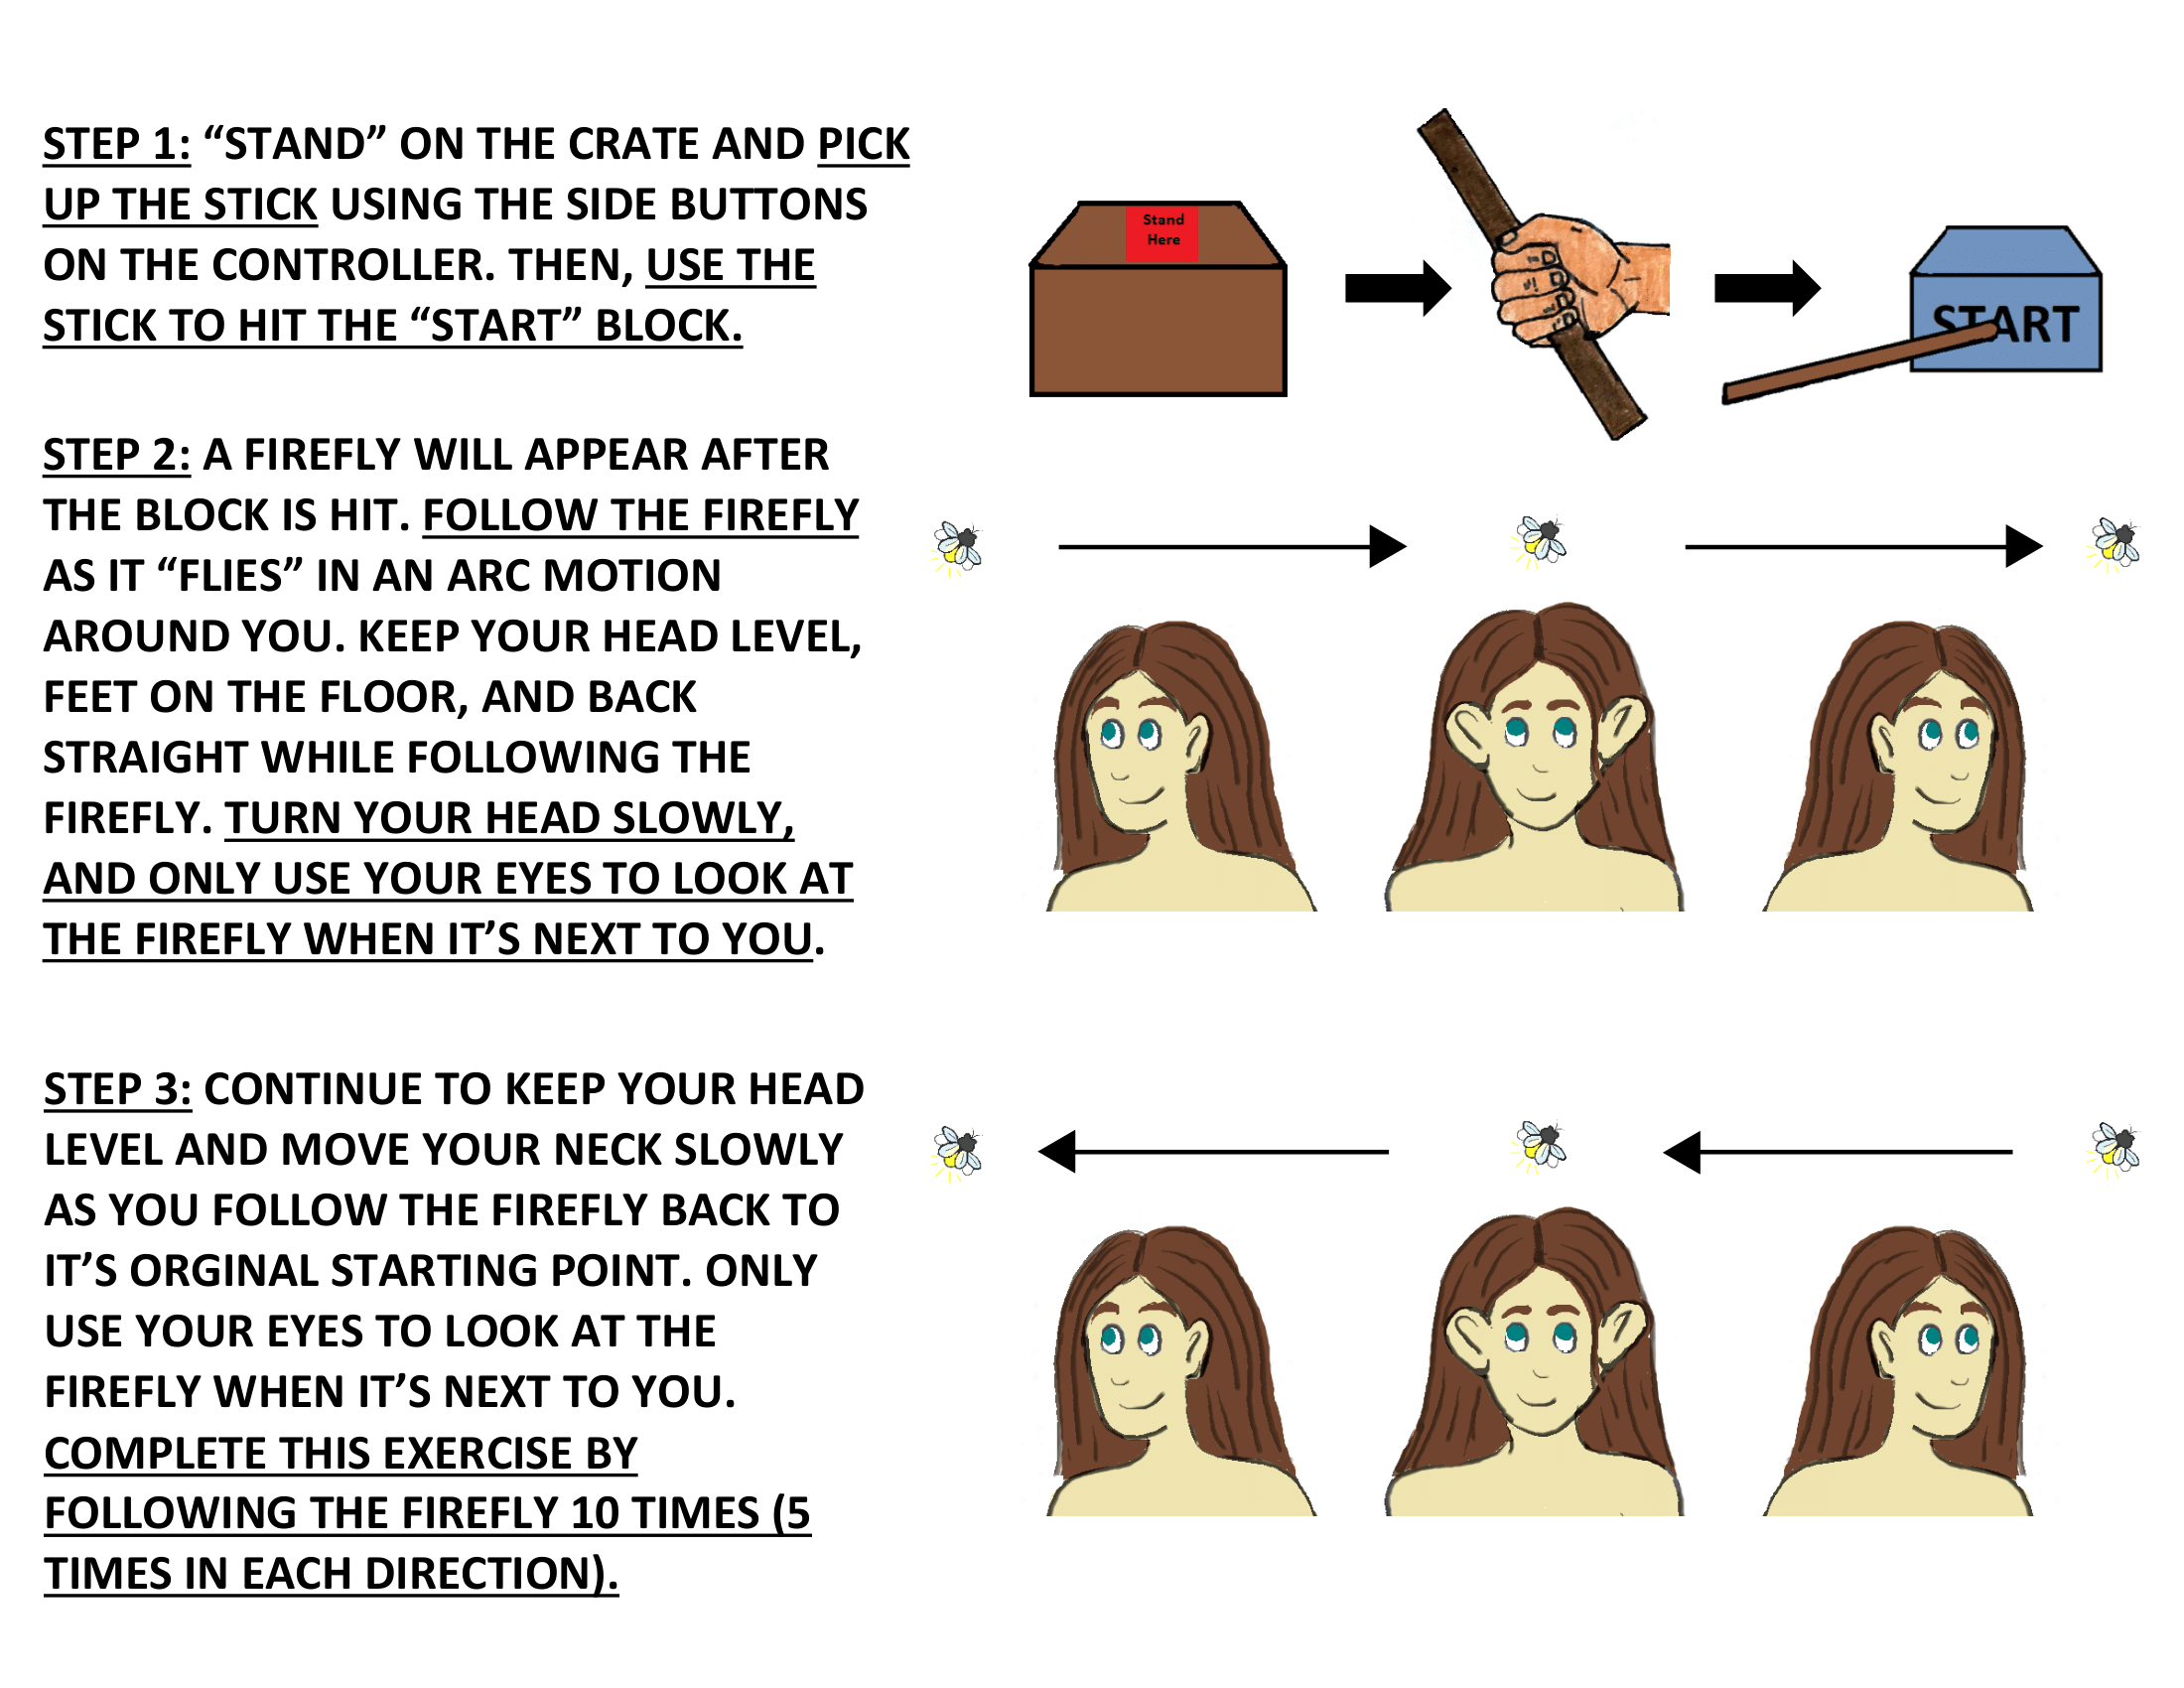 STEP 1: “STAND” ON THE CRATE AND PICK
UP THE STICK USING THE SIDE BUTTONS
ON THE CONTROLLER. THEN, USE THE
STICK TO HIT THE “START” BLOCK.
Stand
Here
START
STEP 2: A FIREFLY WILL APPEAR AFTER
THE BLOCK IS HIT. FOLLOW THE FIREFLY
AS IT “FLIES” IN AN ARC MOTION
AROUND YOU. KEEP YOUR HEAD LEVEL,
FEET ON THE FLOOR, AND BACK
STRAIGHT WHILE FOLLOWING THE
FIREFLY. TURN YOUR HEAD SLOWLY,
AND ONLY USE YOUR EYES TO LOOK AT
THE FIREFLY WHEN IT’S NEXT TO YOU.
STEP 3: CONTINUE TO KEEP YOUR HEAD
LEVEL AND MOVE YOUR NECK SLOWLY
AS YOU FOLLOW THE FIREFLY BACK TO
IT’S ORGINAL STARTING POINT. ONLY
USE YOUR EYES TO LOOK AT THE
FIREFLY WHEN IT’S NEXT TO YOU.
COMPLETE THIS EXERCISE BY
FOLLOWING THE FIREFLY 10 TIMES (5
TIMES IN EACH DIRECTION).